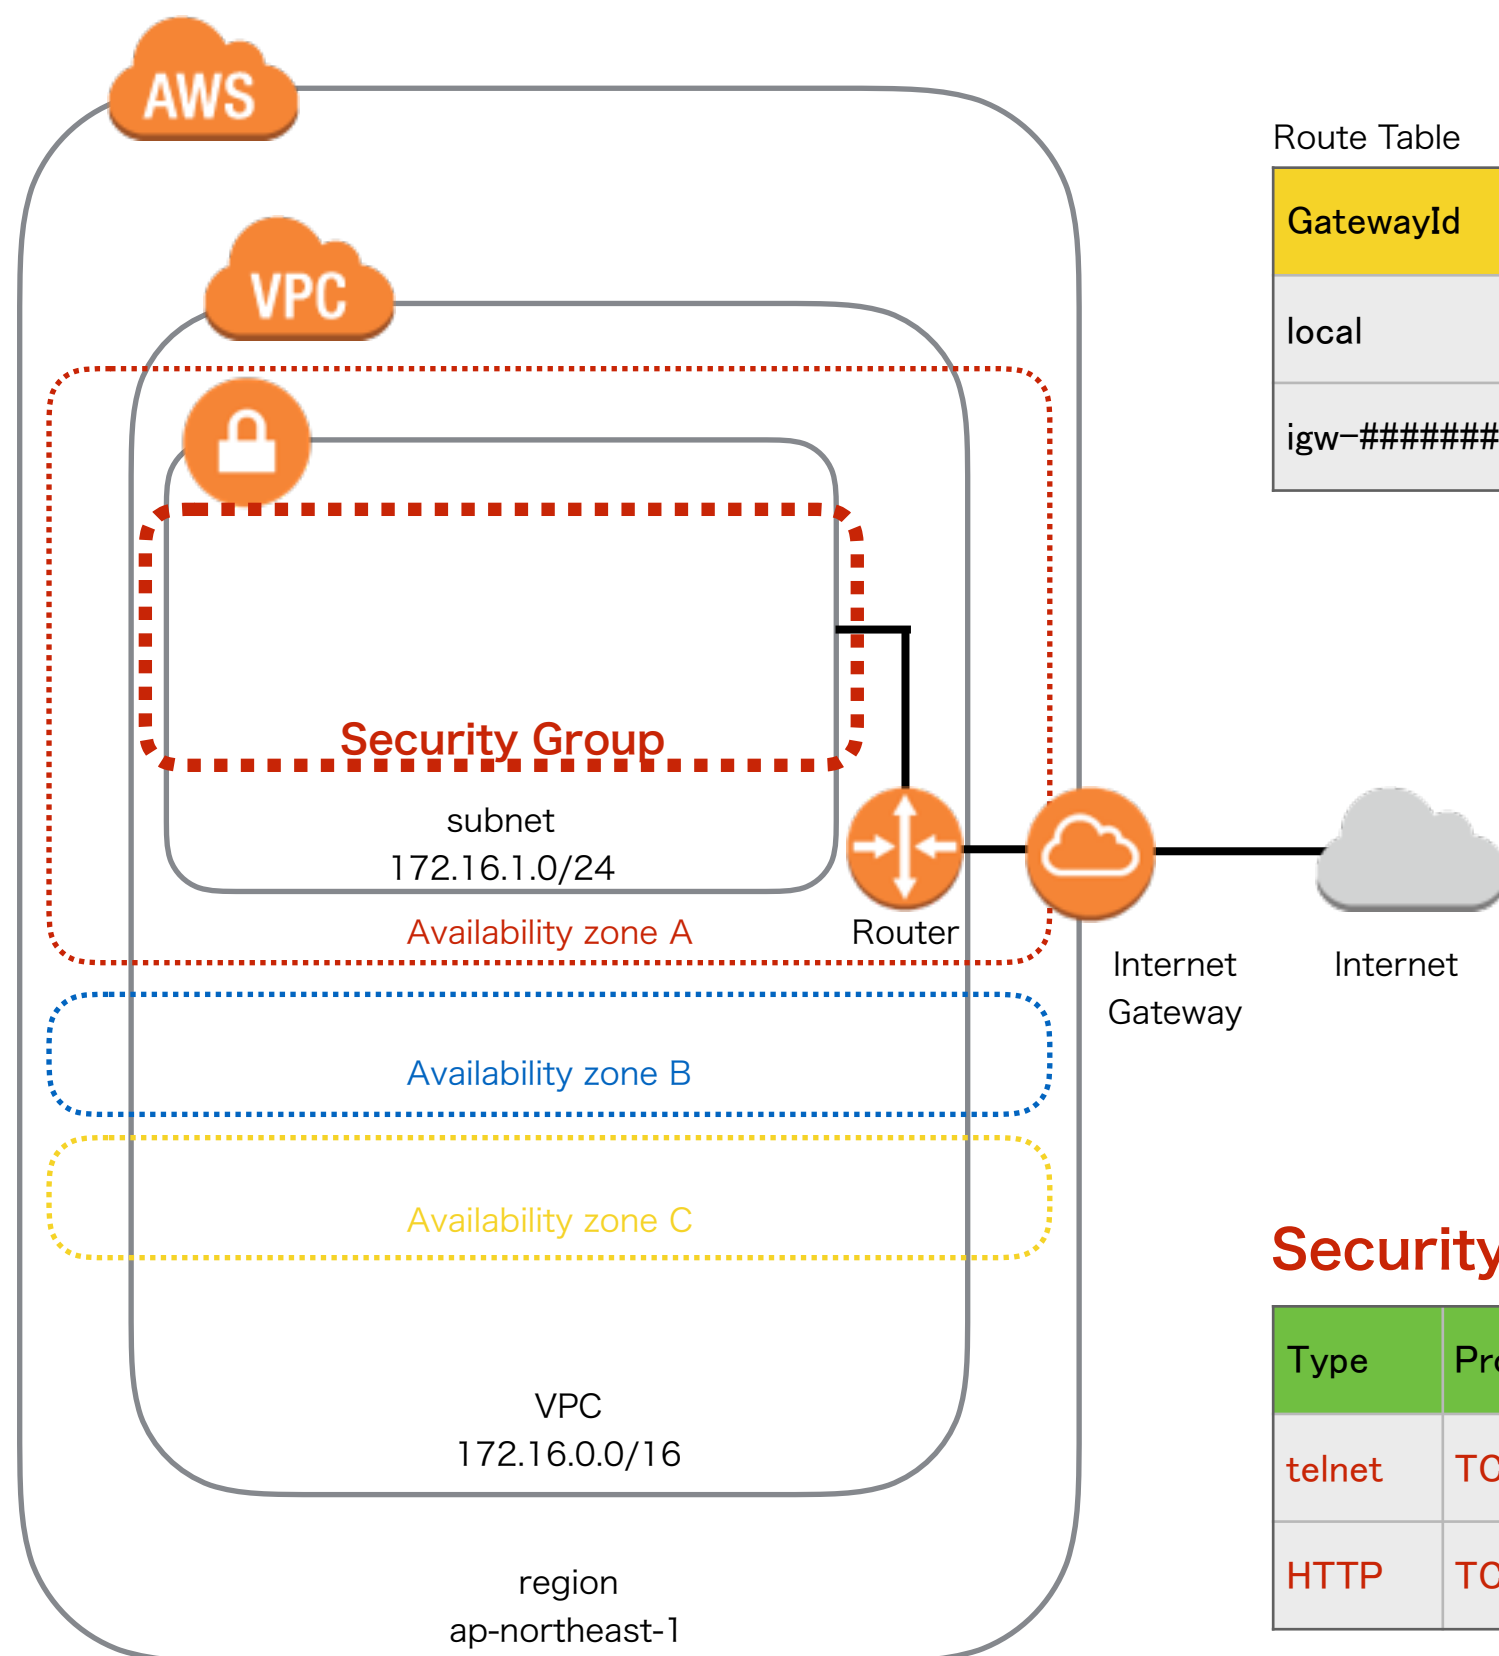 AWS
VPC
Security Group
subnet
172.16.1.0/24
Availability zone A
Router
Internet
Gateway
Internet
Availability zone B
Availability zone C
VPC
172.16.0.0/16
region
ap-northeast-1
Route Table
GatewayId
local
igw-#######
Security
Type
telnet
HTTP